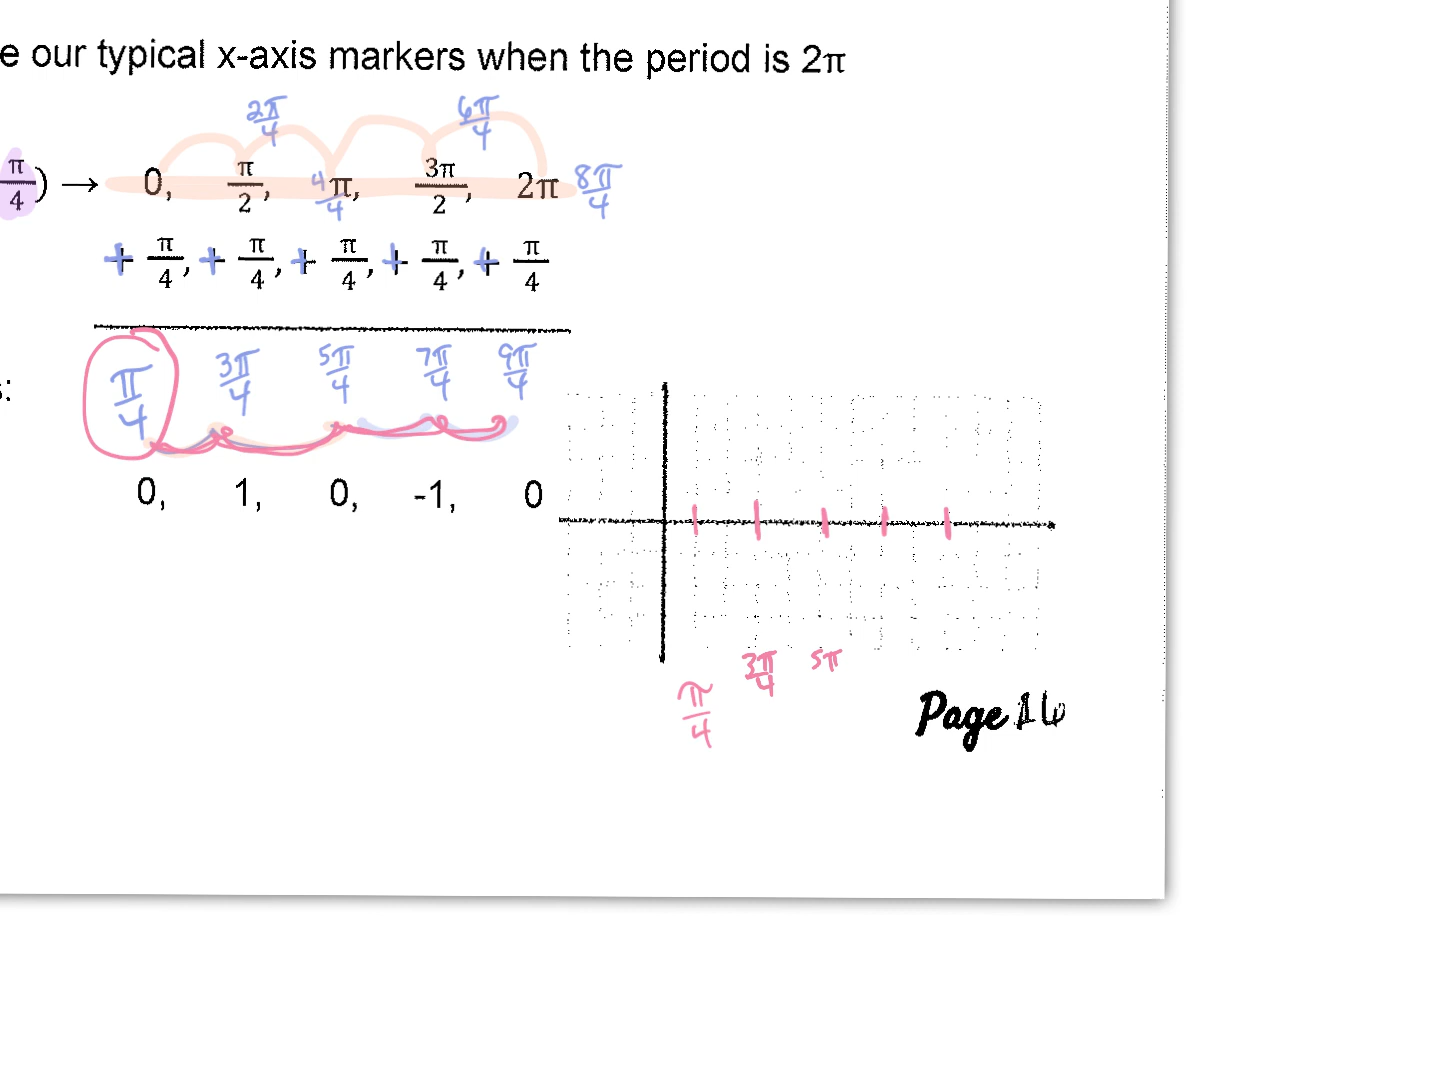 e our typical x-axis markers when the period is 2π
2π/4 6π/4
π/4) → 0, π/2, 4/4 π, 3π/2, 2π 8π/4
+ π/4, + π/4, + π/4, + π/4, + π/4
π/4 3π/4 5π/4 7π/4 9π/4
s:
0, 1, 0, -1, 0
π/4 3π/4 5π
Page 16